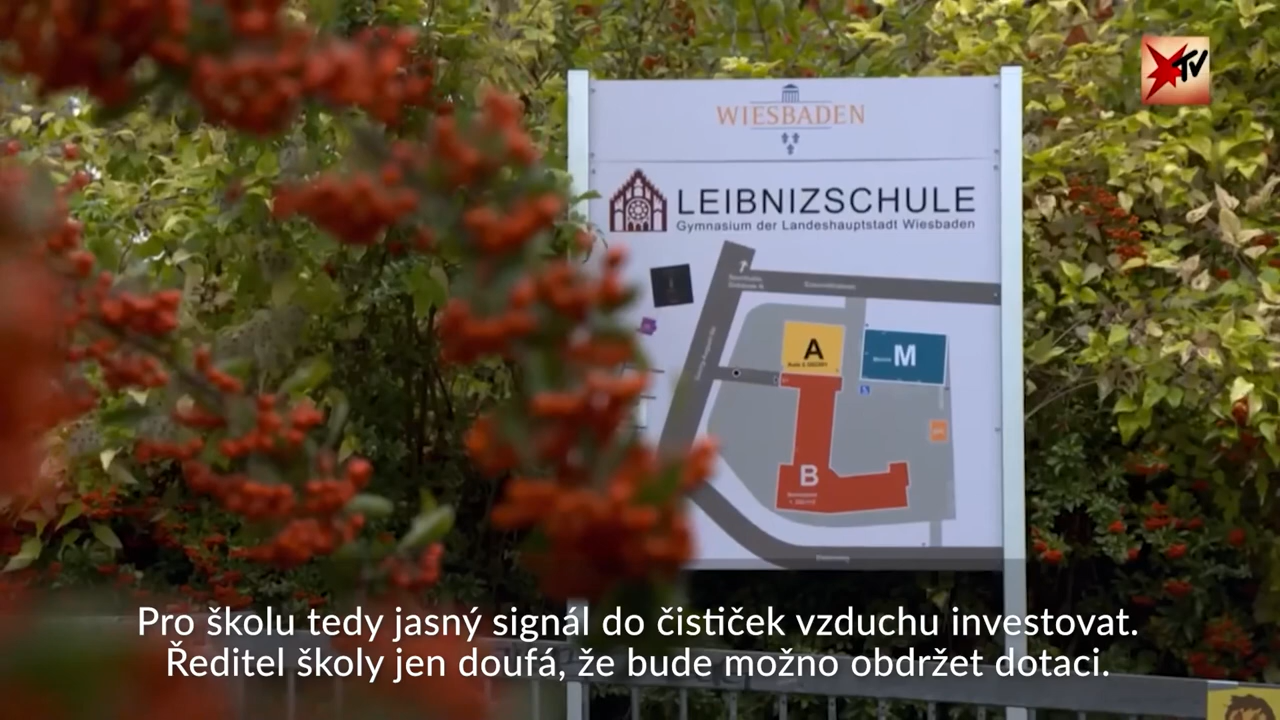 TV
WIESBADEN
LEIBNIZSCHULE
Gymnasium der Landeshauptstadt Wiesbaden
A
M
B
Pro školu tedy jasný signál do čističek vzduchu investovat.
Ředitel školy jen doufá, že bude možno obdržet dotaci.